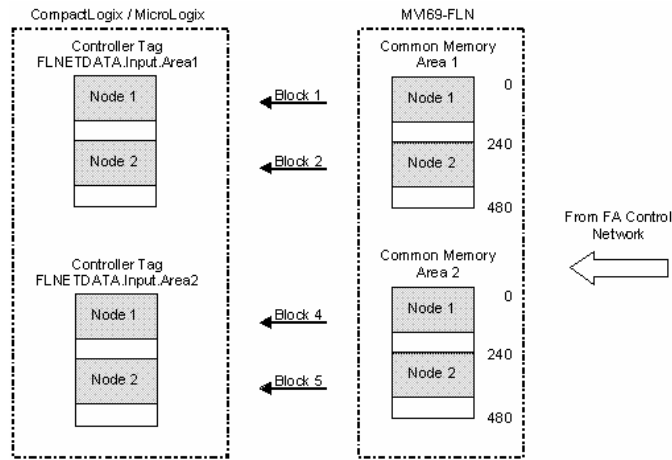 CompactLogix / MicroLogix
MVI69-FLN
Controller Tag
FLNETDATA.Input.Area1
Node 1
Node 2
Block 1
Block 2
Common Memory
Area 1
0
Node 1
240
Node 2
480
From FA Control
Network
Controller Tag
FLNETDATA.Input.Area2
Node 1
Node 2
Block 4
Block 5
Common Memory
Area 2
0
Node 1
240
Node 2
480